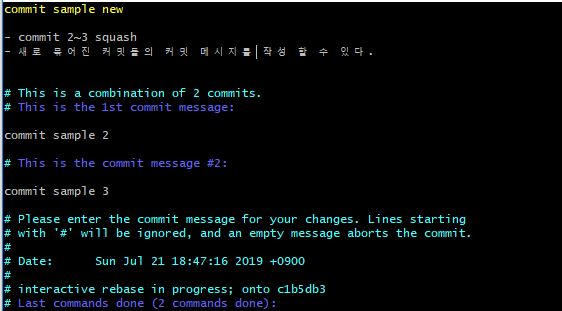 commit sample new
- commit 2~3 squash
- 새로 묶어진 커밋들의 커밋 메시지를 작성 할 수 있다.
# This is a combination of 2 commits.
# This is the 1st commit message:
commit sample 2
# This is the commit message #2:
commit sample 3
# Please enter the commit message for your changes. Lines starting
# with '#' will be ignored, and an empty message aborts the commit.
#
# Date:      Sun Jul 21 18:47:16 2019 +0900
#
# interactive rebase in progress; onto c1b5db3
# Last commands done (2 commands done):